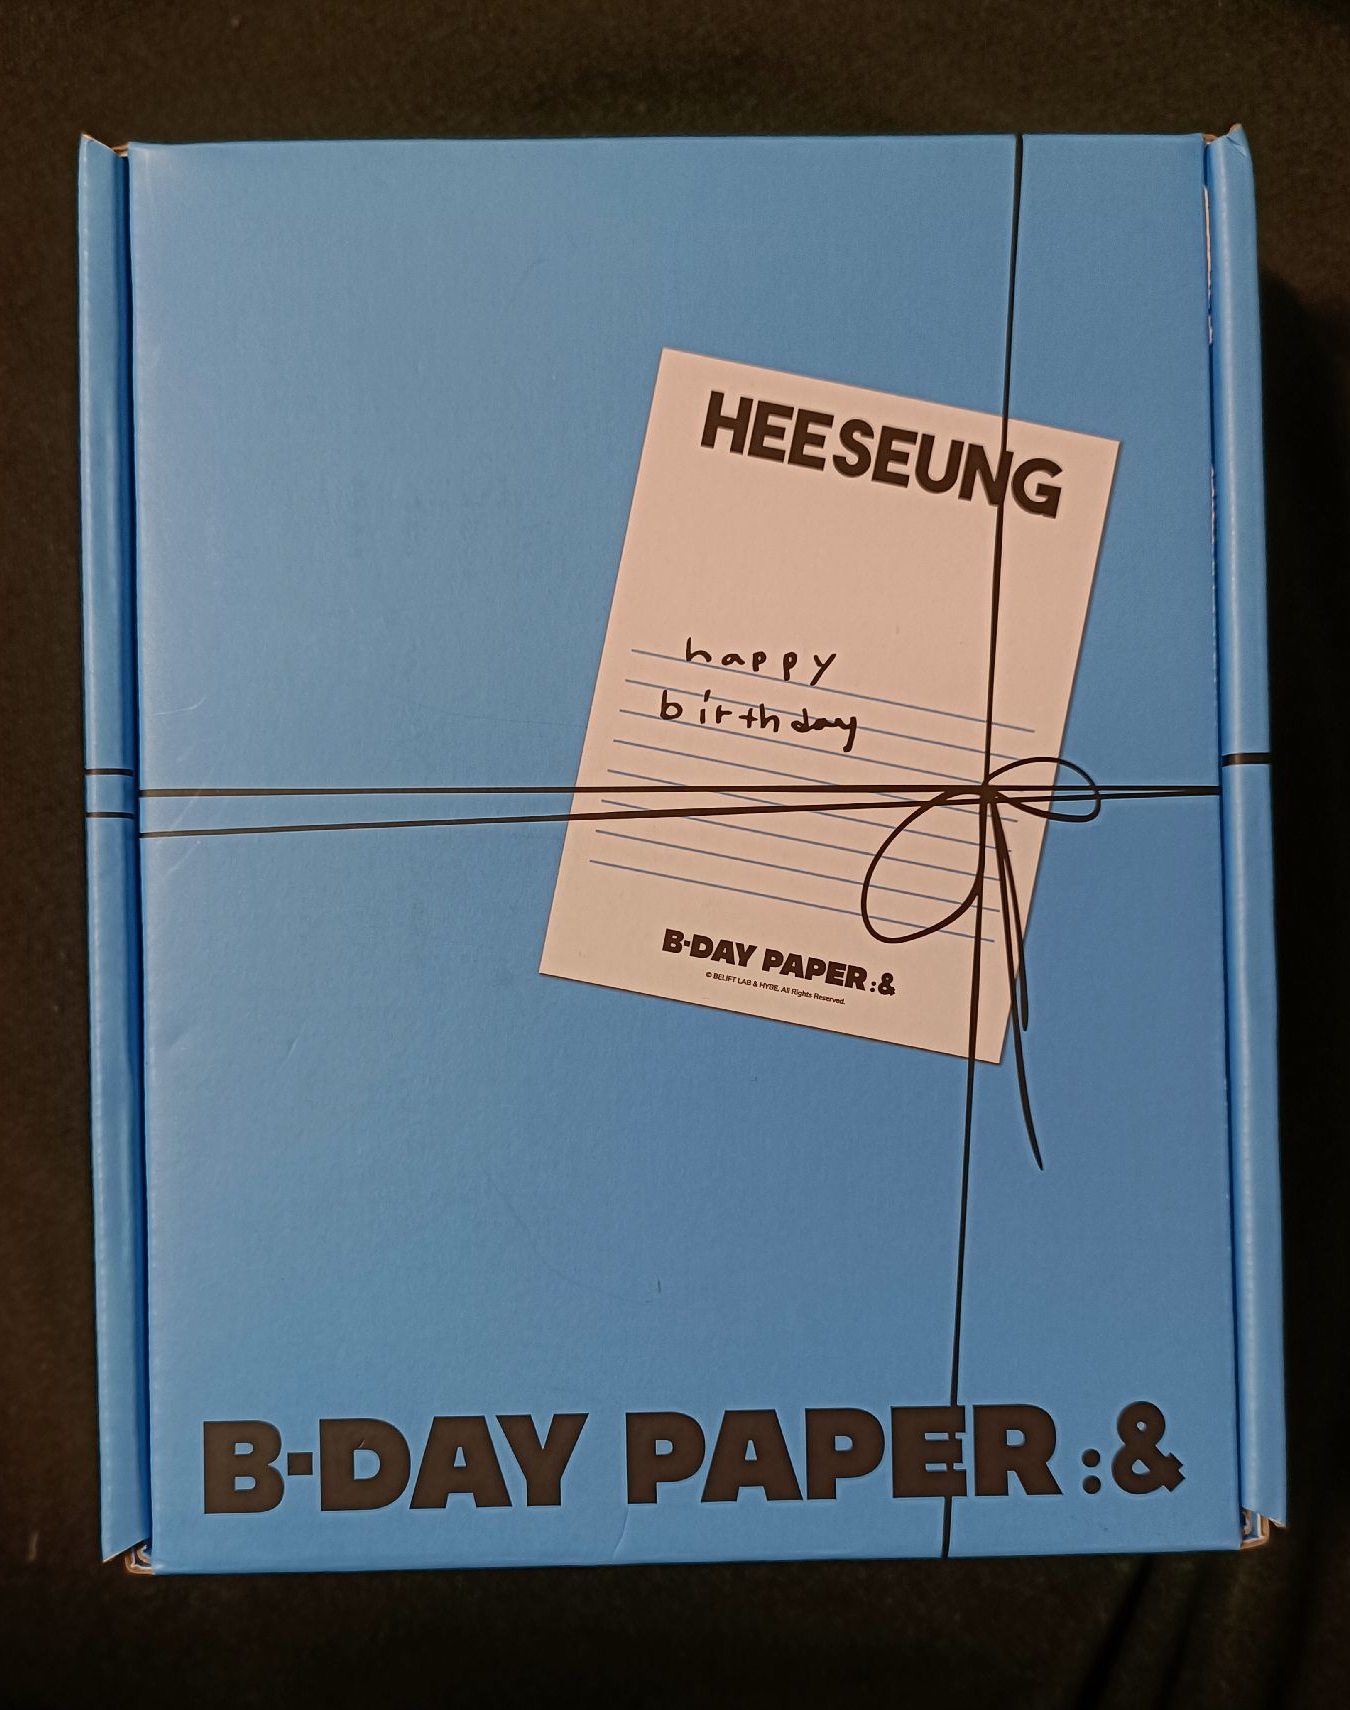 HEESEUNG
happy
birthday
B·DAY PAPER :&
© BELIFT LAB & HYBE. All Rights Reserved.
B·DAY PAPER :&